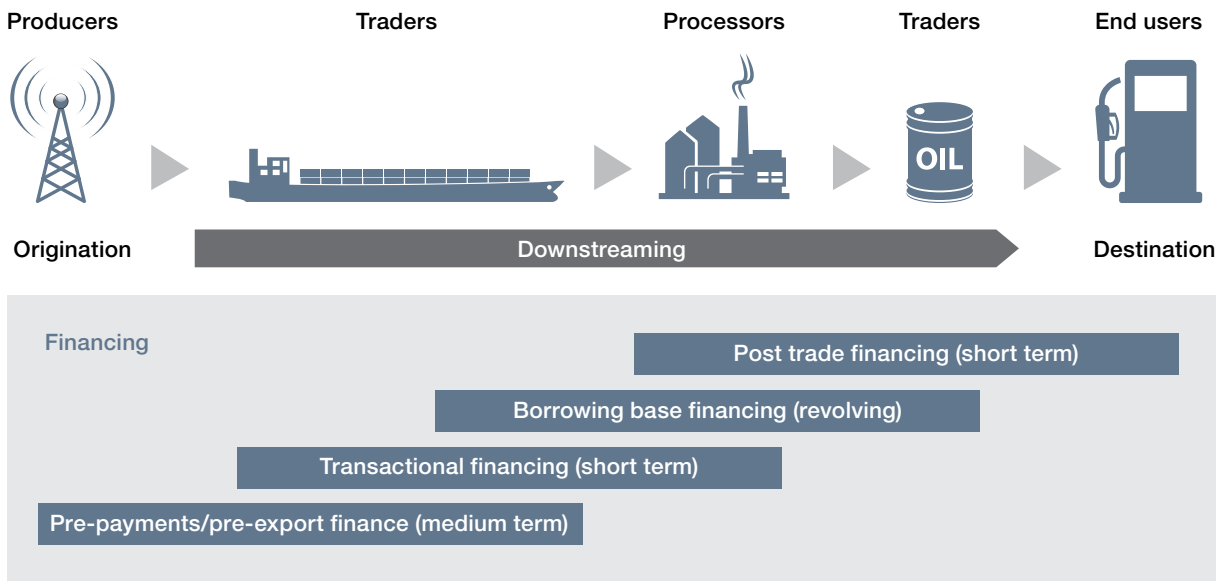 Producers
Traders
Processors
Traders
End users
OIL
Origination
Downstreaming
Destination
Financing
Post trade financing (short term)
Borrowing base financing (revolving)
Transactional financing (short term)
Pre-payments/pre-export finance (medium term)